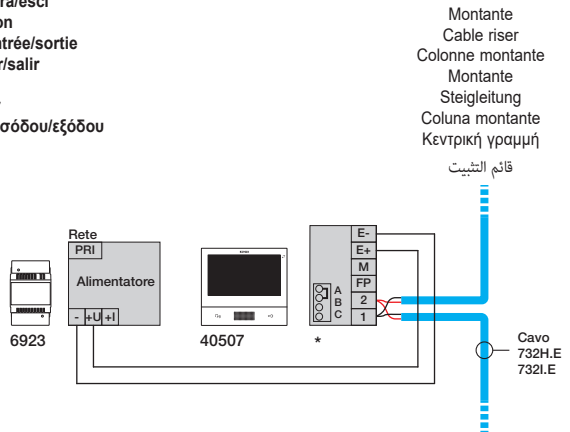 ra/esci
on
ntrée/sortie
r/salir
σόδου/εξόδου
Montante
Cable riser
Colonne montante
Montante
Steigleitung
Coluna montante
Κεντρική γραμμή
قائم التثبيت
Rete
PRI
Alimentatore
- +U +I
6923
40507
E-
E+
M
FP
2
1
A
B
C
*
Cavo
732H.E
732I.E